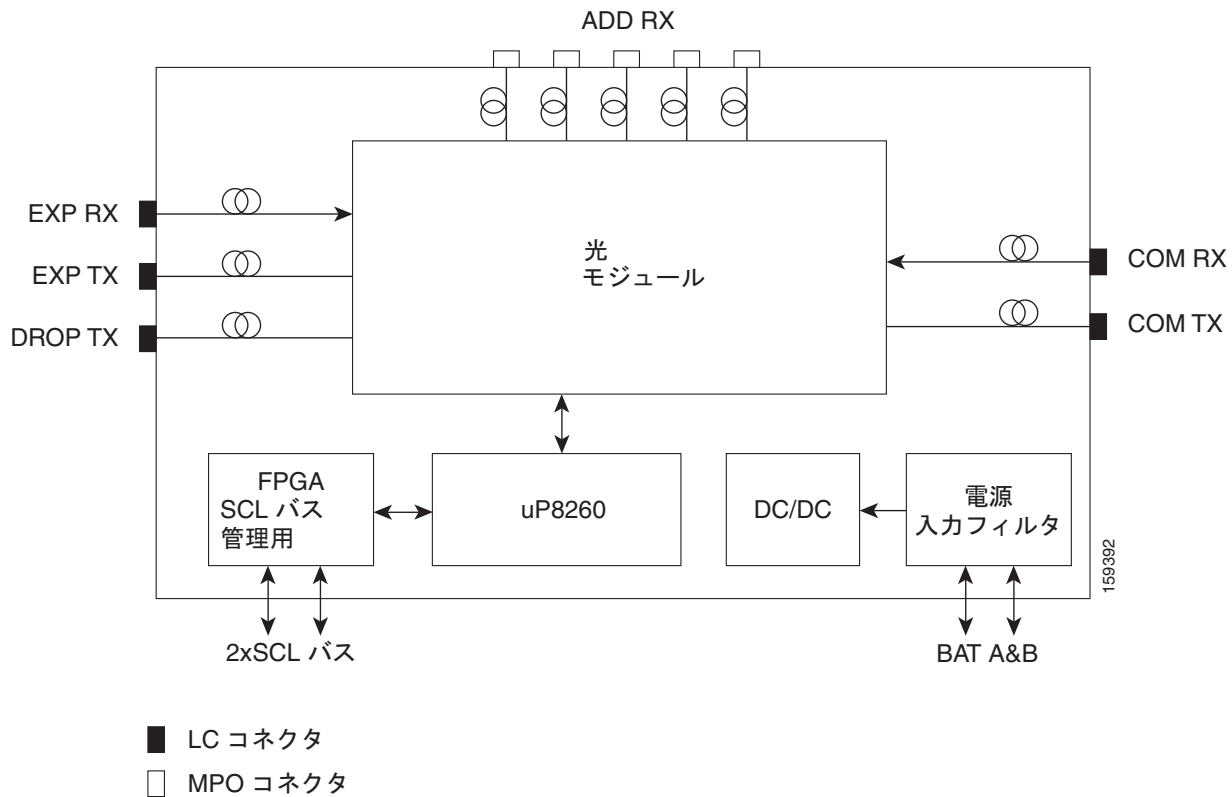 ADD RX
EXP RX
EXP TX
DROP TX
光
モジュール
COM RX
COM TX
FPGA
SCL バス
管理用
uP8260
DC/DC
電源
入力フィルタ
159392
2xSCL バス
BAT A&B
LC コネクタ
MPO コネクタ